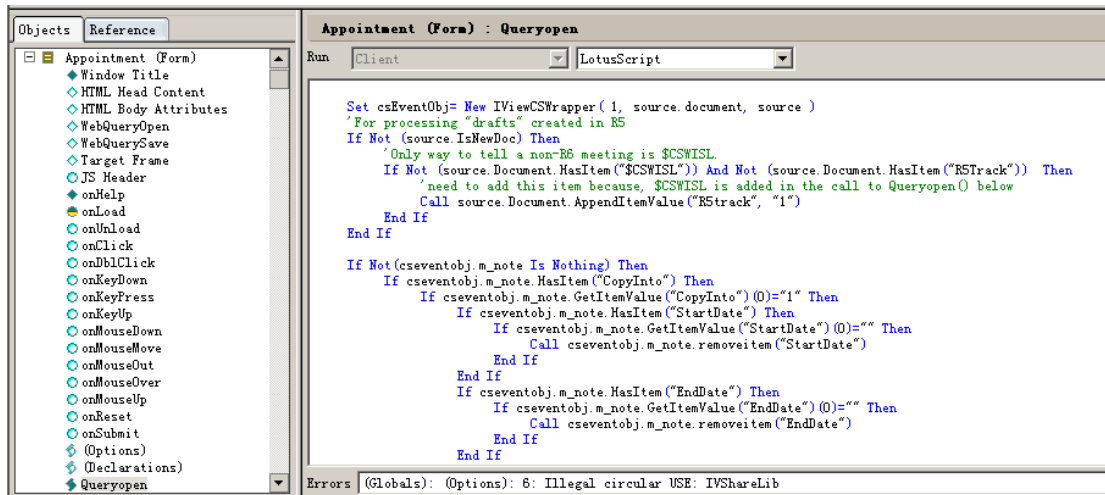 Objects Reference
Appointment (Form)
Window Title
HTML Head Content
HTML Body Attributes
WebQueryOpen
WebQuerySave
Target Frame
JS Header
onHelp
onLoad
onUnload
onClick
onDblClick
onKeyDown
onKeyPress
onKeyUp
onMouseDown
onMouseMove
onMouseOut
onMouseOver
onMouseUp
onReset
onSubmit
(Options)
(Declarations)
Queryopen
Appointment (Form) : Queryopen
Run Client LotusScript
Set csEventObj= New IViewCSWrapper( 1, source.document, source )
'For processing "drafts" created in R5
If Not (source.IsNewDoc) Then
'Only way to tell a non-R6 meeting is $CSWISL.
If Not (source.Document.HasItem("$CSWISL")) And Not (source.Document.HasItem("R5Track")) Then
'need to add this item because, $CSWISL is added in the call to Queryopen() below
Call source.Document.AppendItemValue("R5track", "1")
End If
End If
If Not(cseventobj.m_note Is Nothing) Then
If cseventobj.m_note.HasItem("CopyInto") Then
If cseventobj.m_note.GetItemValue("CopyInto")(0)="1" Then
If cseventobj.m_note.HasItem("StartDate") Then
If cseventobj.m_note.GetItemValue("StartDate")(0)="" Then
Call cseventobj.m_note.removeitem("StartDate")
End If
End If
If cseventobj.m_note.HasItem("EndDate") Then
If cseventobj.m_note.GetItemValue("EndDate")(0)="" Then
Call cseventobj.m_note.removeitem("EndDate")
End If
End If
Errors (Globals): (Options): 6: Illegal circular USE: IVShareLib